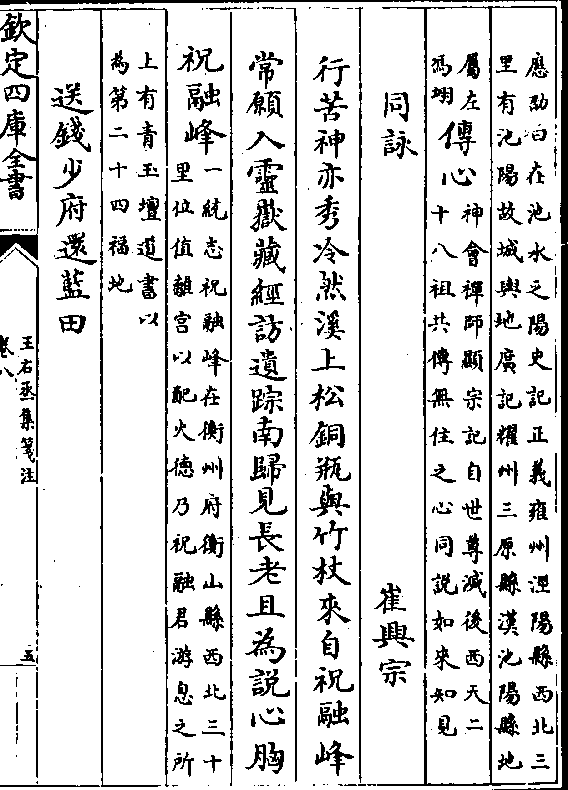 應劭曰在池水之陽史記正義雍州涇陽縣西北三
里有池陽故城輿地廣記耀州三原縣漢池陽縣地
屬左
馮翊
傳心
神會禪師顯宗記自世尊滅後西天二
十八祖共傳無住之心同說如來知見
同詠
崔興宗
行苦神亦秀冷然溪上松銅瓶與竹杖來自祝融峰
常願入靈嶽藏經訪遺踪南歸見長老且為說心胸
祝融峰
一統志祝融峰在衡州府衡山縣西北三十
里位值離宮以配火德乃祝融君游息之所
上有青玉壇道書以
為第二十四福地
送錢少府還藍田
欽定四庫全書
王右丞集箋注
卷八
五